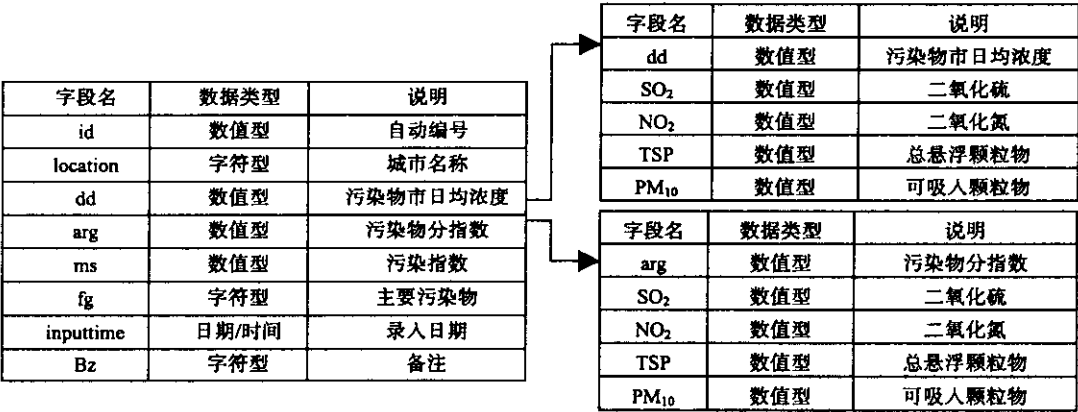 字段名 数据类型 说明
id 数值型 自动编号
location 字符型 城市名称
dd 数值型 污染物市日均浓度
arg 数值型 污染物分指数
ms 数值型 污染指数
fg 字符型 主要污染物
inputtime 日期/时间 录入日期
Bz 字符型 备注
字段名 数据类型 说明
dd 数值型 污染物市日均浓度
SO₂ 数值型 二氧化硫
NO₂ 数值型 二氧化氮
TSP 数值型 总悬浮颗粒物
PM₁₀ 数值型 可吸入颗粒物
字段名 数据类型 说明
arg 数值型 污染物分指数
SO₂ 数值型 二氧化硫
NO₂ 数值型 二氧化氮
TSP 数值型 总悬浮颗粒物
PM₁₀ 数值型 可吸入颗粒物